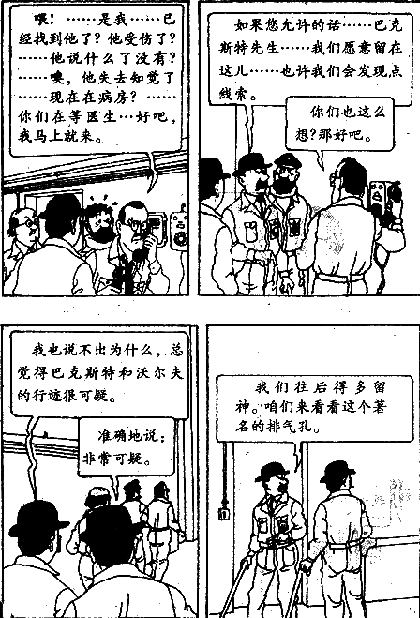 喂！……是我……已
经找到他了？他受伤了？
……他说什么了没有？
……噢，他失去知觉了
……现在在病房？……
你们在等医生…好吧，
我马上就来。
如果您允许的话……巴克
斯特先生……我们愿意留在
这儿……也许我们会发现点
线索。
你们也这么
想？那好吧。
我也说不出为什么，总
觉得巴克斯特和沃尔夫
的行迹很可疑。
准确地说：
非常可疑。
我们往后得多留
神。咱们来看看这个著
名的排气孔。